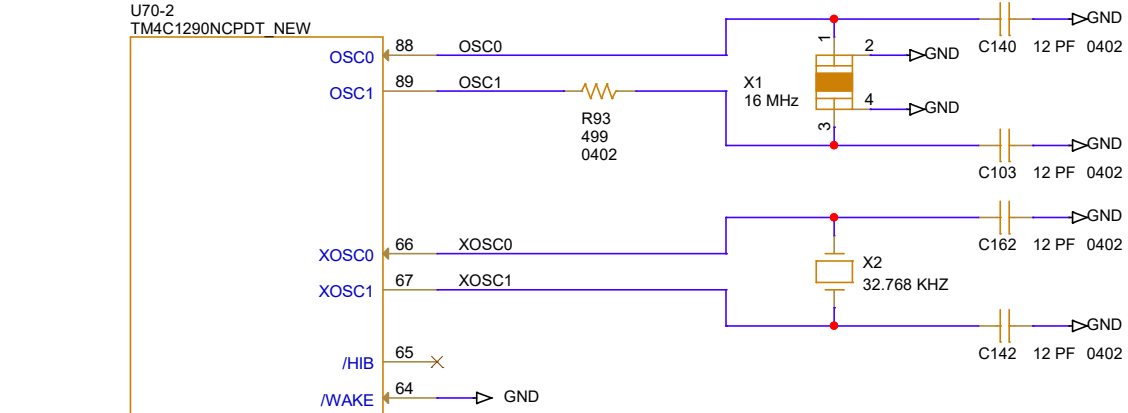 U70-2
TM4C1290NCPDT_NEW
OSC0 88 OSC0
OSC1 89 OSC1
R93
499
0402
X1
16 MHz
1
2 GND
4 GND
3
GND
C140 12 PF 0402
GND
C103 12 PF 0402
XOSC0 66 XOSC0
XOSC1 67 XOSC1
X2
32.768 KHZ
GND
C162 12 PF 0402
GND
C142 12 PF 0402
/HIB 65
/WAKE 64 GND